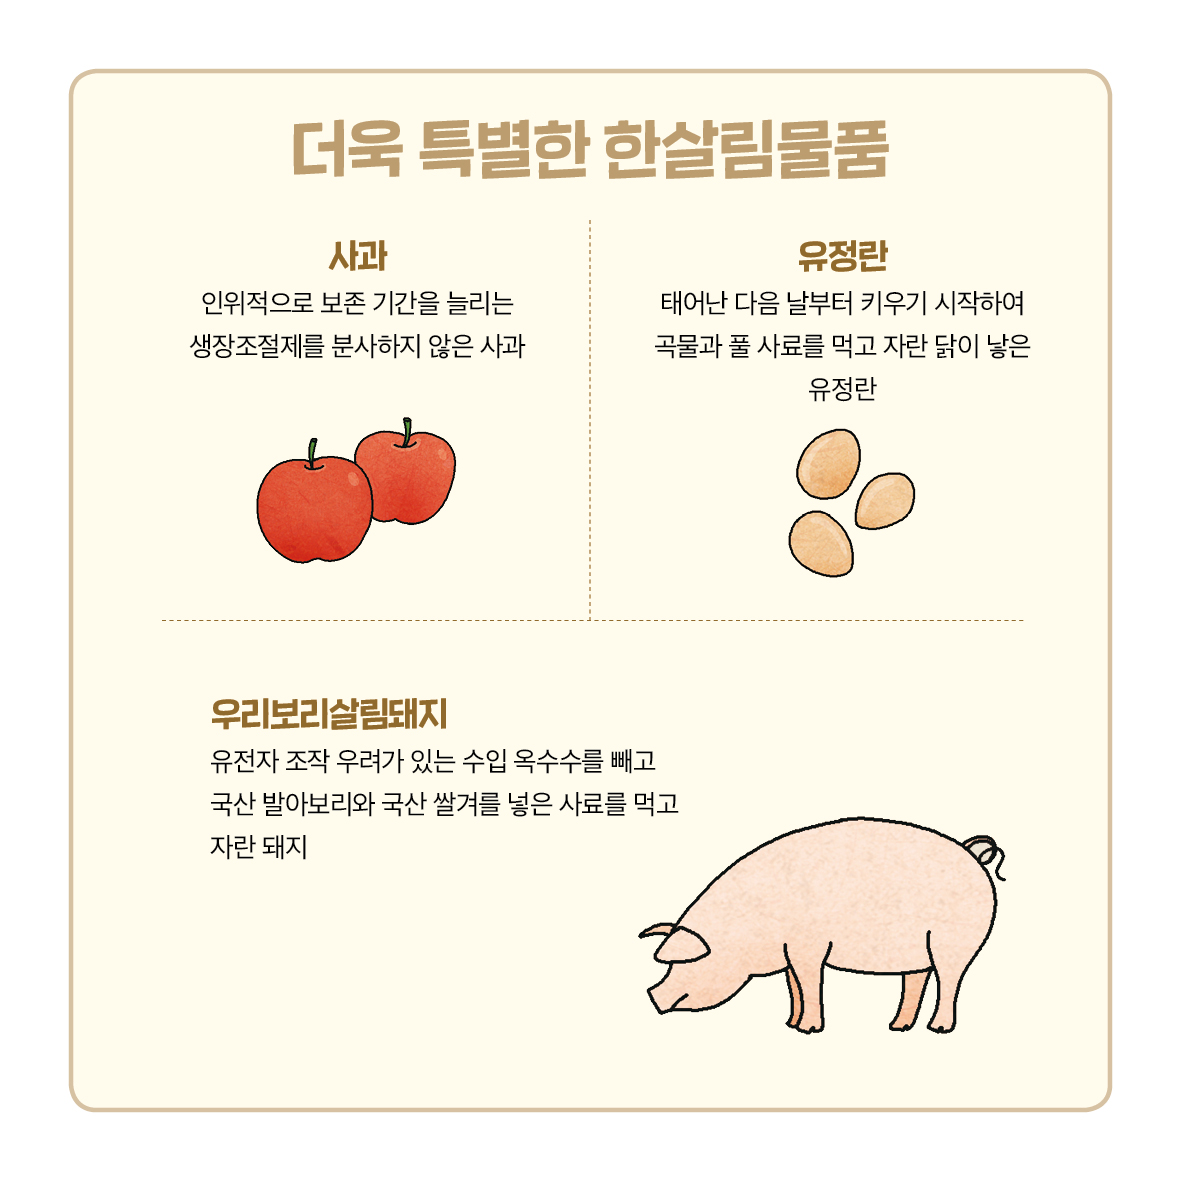 더욱 특별한 한살림물품
사과
인위적으로 보존 기간을 늘리는
생장조절제를 분사하지 않은 사과
유정란
태어난 다음 날부터 키우기 시작하여
곡물과 풀 사료를 먹고 자란 닭이 낳은
유정란
우리보리살림돼지
유전자 조작 우려가 있는 수입 옥수수를 빼고
국산 발아보리와 국산 쌀겨를 넣은 사료를 먹고
자란 돼지